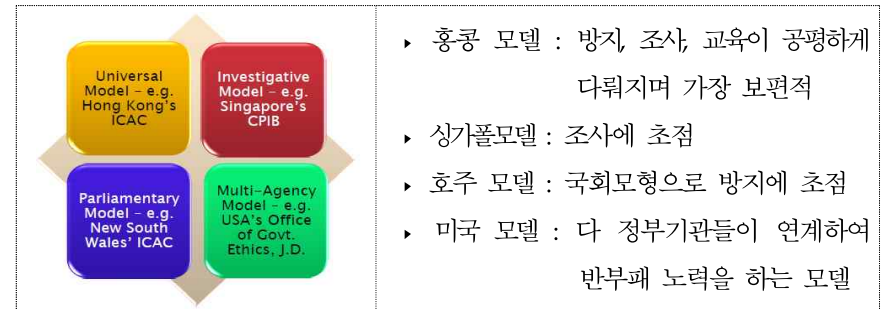 Universal
Model – e.g.
Hong Kong's
ICAC
Investigative
Model – e.g.
Singapore's
CPIB
Parliamentary
Model – e.g.
New South
Wales' ICAC
Multi-Agency
Model – e.g.
USA's Office
of Govt.
Ethics, J.D.
▸ 홍콩 모델 : 방지, 조사, 교육이 공평하게
다뤄지며 가장 보편적
▸ 싱가폴모델 : 조사에 초점
▸ 호주 모델 : 국회모형으로 방지에 초점
▸ 미국 모델 : 다 정부기관들이 연계하여
반부패 노력을 하는 모델